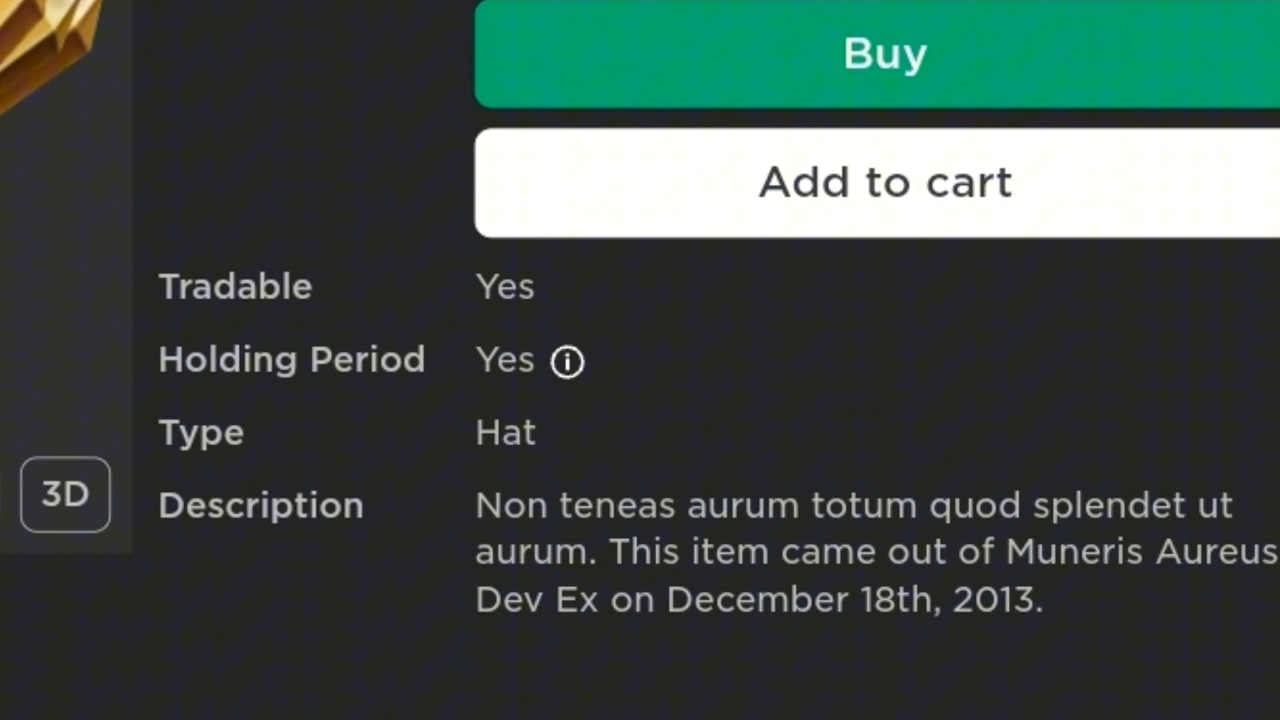 Buy
Add to cart
Tradable Yes
Holding Period Yes
Type Hat
3D
Description Non teneas aurum totum quod splendet ut
aurum. This item came out of Muneris Aureus
Dev Ex on December 18th, 2013.